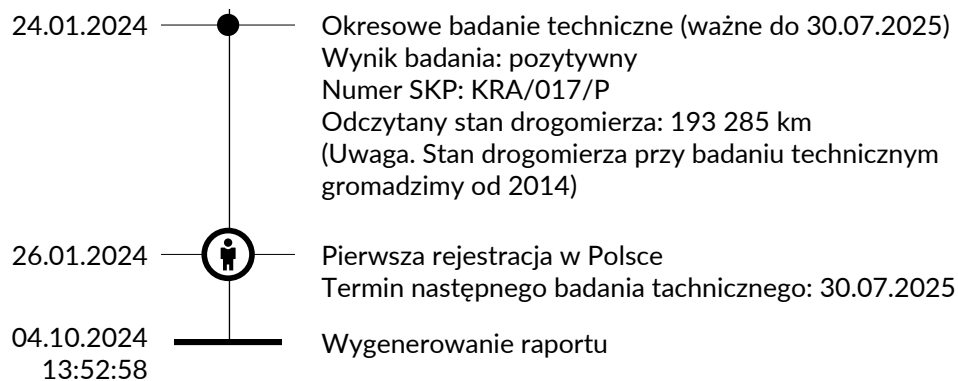 24.01.2024 Okresowe badanie techniczne (ważne do 30.07.2025)
Wynik badania: pozytywny
Numer SKP: KRA/017/P
Odczytany stan drogomierza: 193 285 km
(Uwaga. Stan drogomierza przy badaniu technicznym
gromadzimy od 2014)
26.01.2024 Pierwsza rejestracja w Polsce
Termin następnego badania tachnicznego: 30.07.2025
04.10.2024 Wygenerowanie raportu
13:52:58